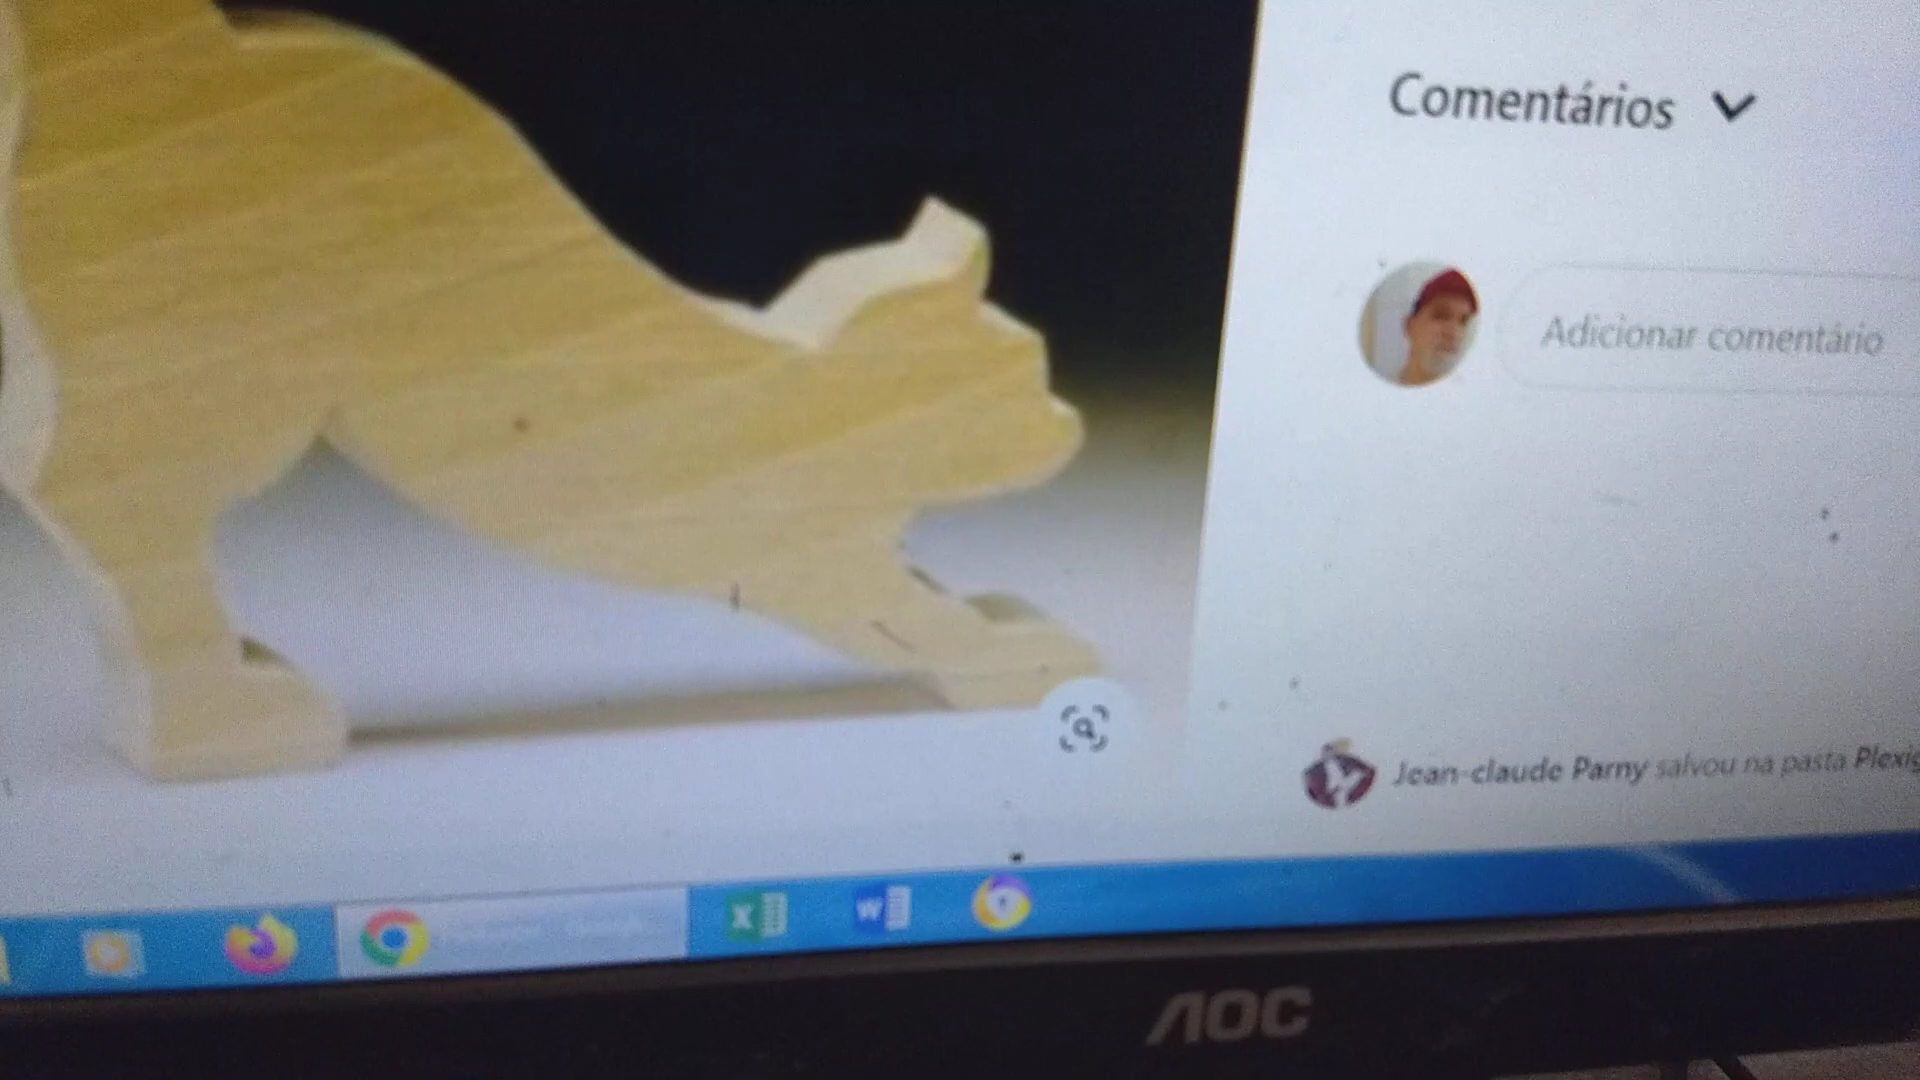 Comentários
Adicionar comentário
Jean-claude Parny salvou na pasta
AOC